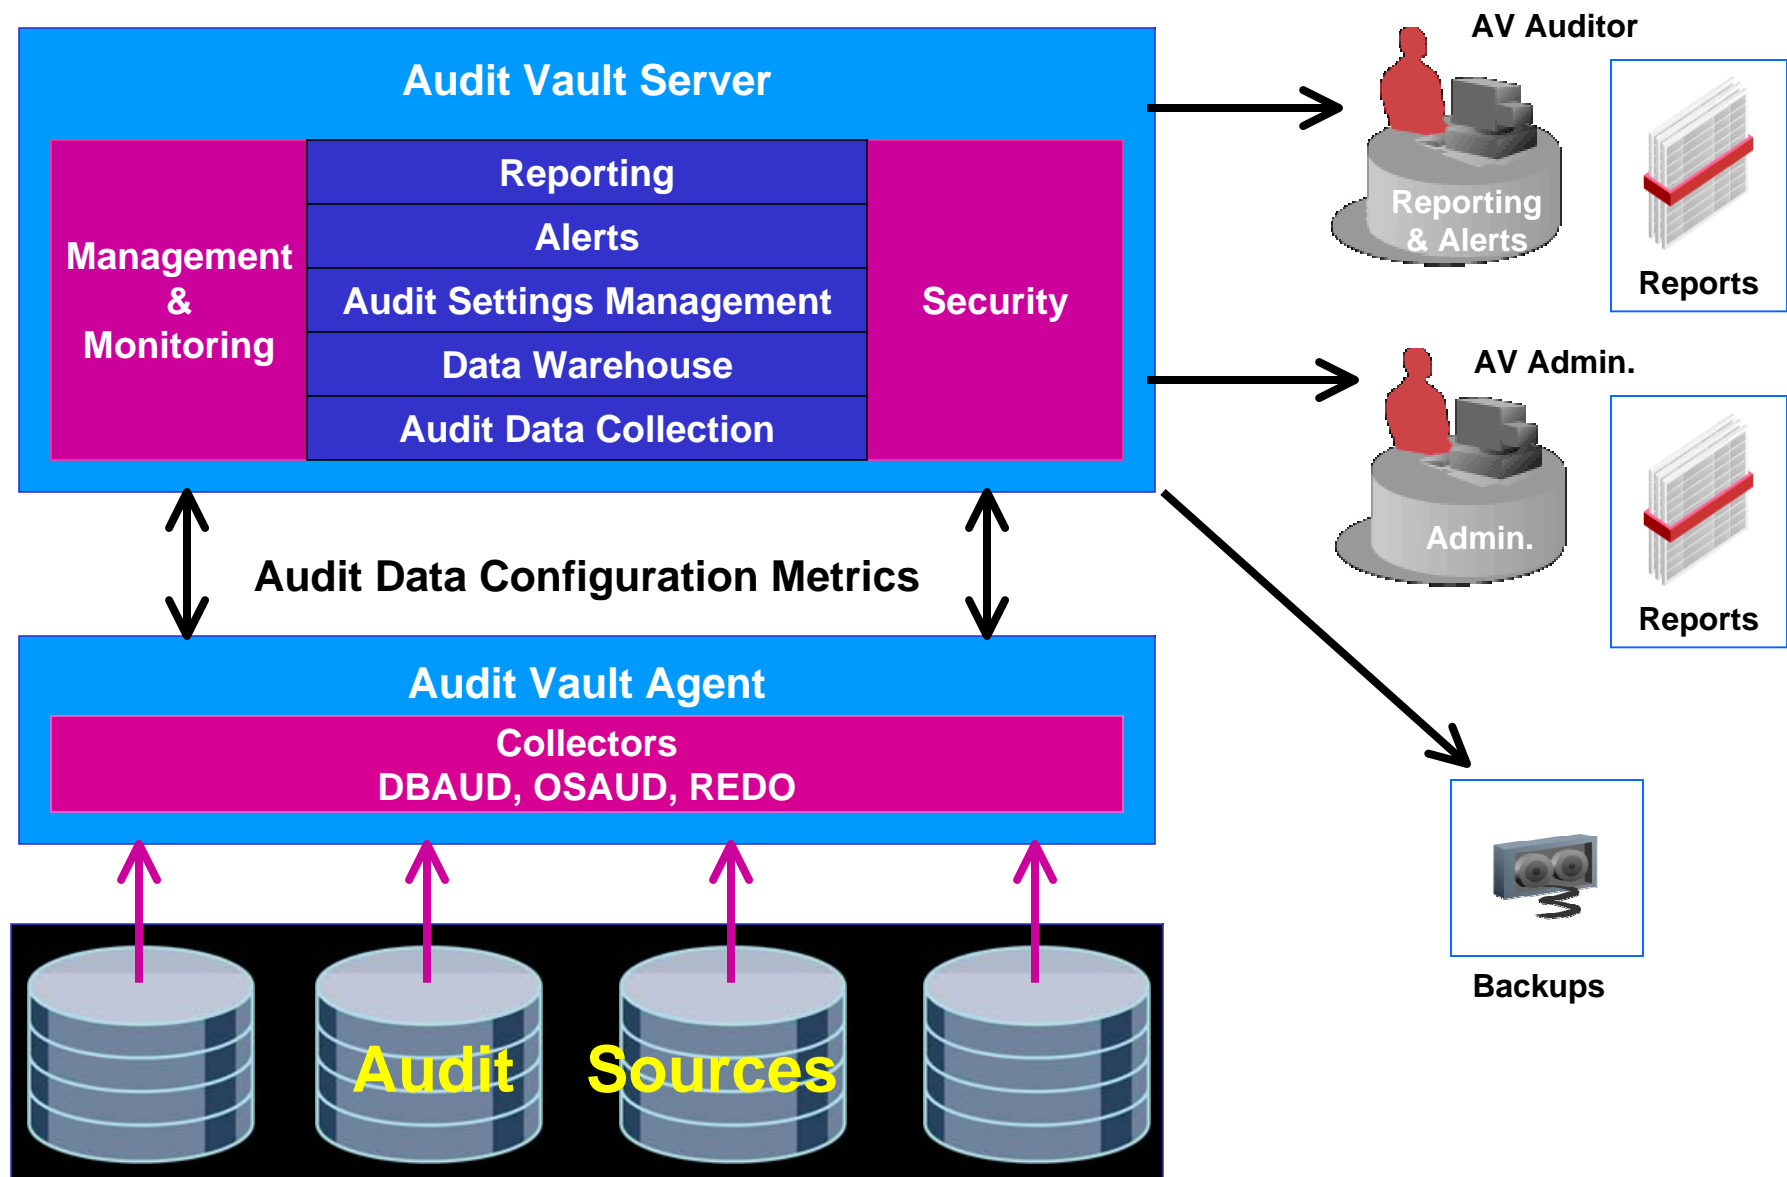 Audit Vault Server
Management
&
Monitoring
Reporting
Alerts
Audit Settings Management
Data Warehouse
Audit Data Collection
Security
AV Auditor
Reporting
& Alerts
Reports
AV Admin.
Admin.
Reports
Audit Data Configuration Metrics
Audit Vault Agent
Collectors
DBAUD, OSAUD, REDO
Backups
Audit Sources